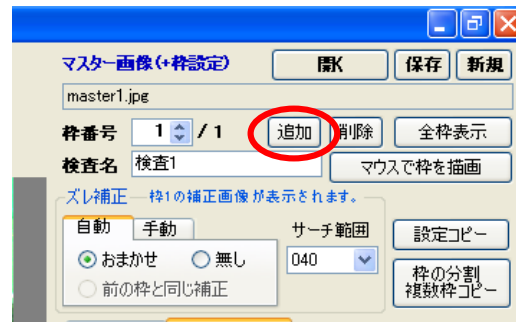 マスター画像(+枠設定) 開く 保存 新規
master1.jpg
枠番号 1 / 1 追加 削除 全枠表示
検査名 検査1 マウスで枠を描画
ズレ補正 枠1の補正画像が表示されます。
自動 手動 サーチ範囲 設定コピー
おまかせ 無し 040
前の枠と同じ補正
枠の分割
複数枠コピー